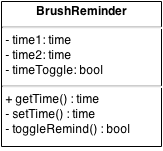 BrushReminder
- time1: time
- time2: time
- timeToggle: bool
+ getTime() : time
- setTime() : time
- toggleRemind() : bool